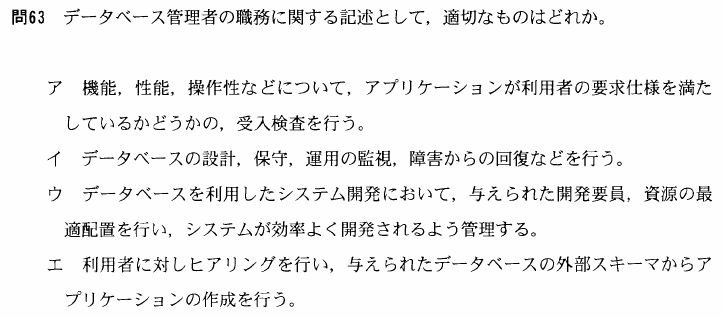 問63 データベース管理者の職務に関する記述として，適切なものはどれか。
ア 機能，性能，操作性などについて，アプリケーションが利用者の要求仕様を満た
しているかどうかの，受入検査を行う。
イ データベースの設計，保守，運用の監視，障害からの回復などを行う。
ウ データベースを利用したシステム開発において，与えられた開発要員，資源の最
適配置を行い，システムが効率よく開発されるよう管理する。
エ 利用者に対しヒアリングを行い，与えられたデータベースの外部スキーマからア
プリケーションの作成を行う。